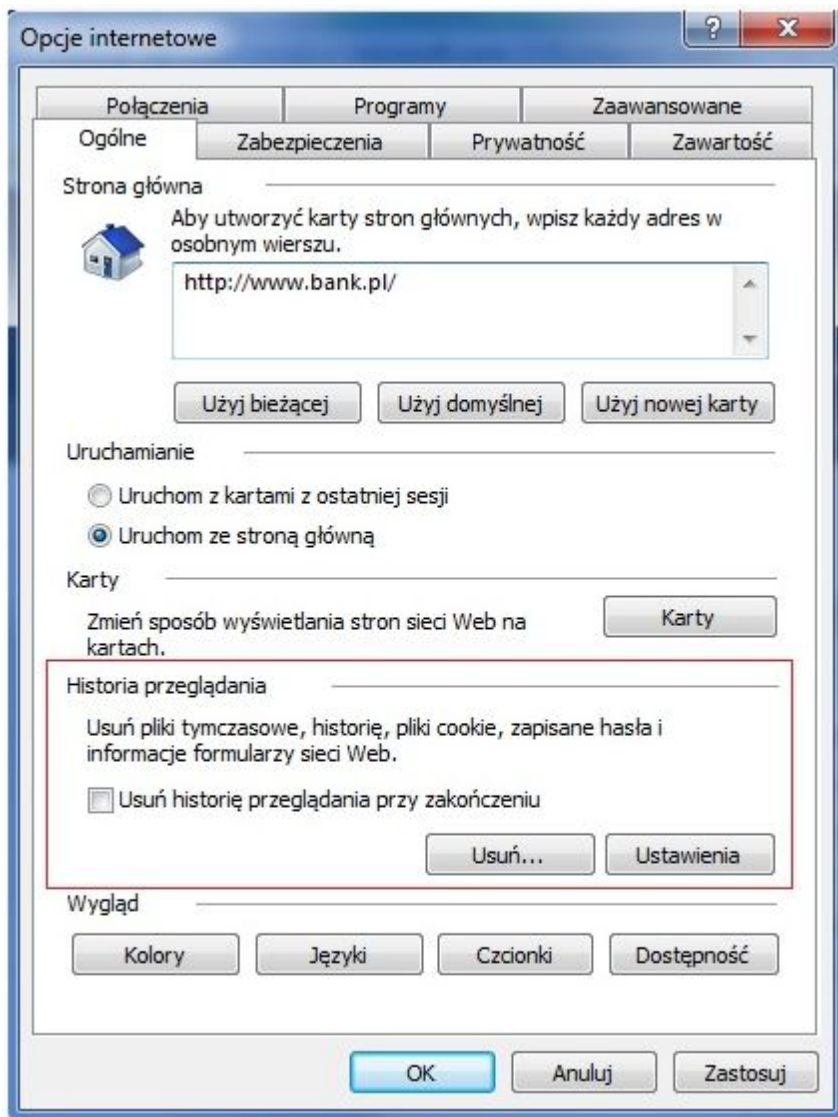 Opcje internetowe
?
X
Połączenia
Programy
Zaawansowane
Ogólne
Zabezpieczenia
Prywatność
Zawartość
Strona główna
Aby utworzyć karty stron głównych, wpisz każdy adres w
osobnym wierszu.
http://www.bank.pl/
Użyj bieżącej
Użyj domyślnej
Użyj nowej karty
Uruchamianie
Uruchom z kartami z ostatniej sesji
Uruchom ze stroną główną
Karty
Zmień sposób wyświetlania stron sieci Web na
kartach.
Karty
Historia przeglądania
Usuń pliki tymczasowe, historię, pliki cookie, zapisane hasła i
informacje formularzy sieci Web.
Usuń historię przeglądania przy zakończeniu
Usuń...
Ustawienia
Wygląd
Kolory
Języki
Czcionki
Dostępność
OK
Anuluj
Zastosuj